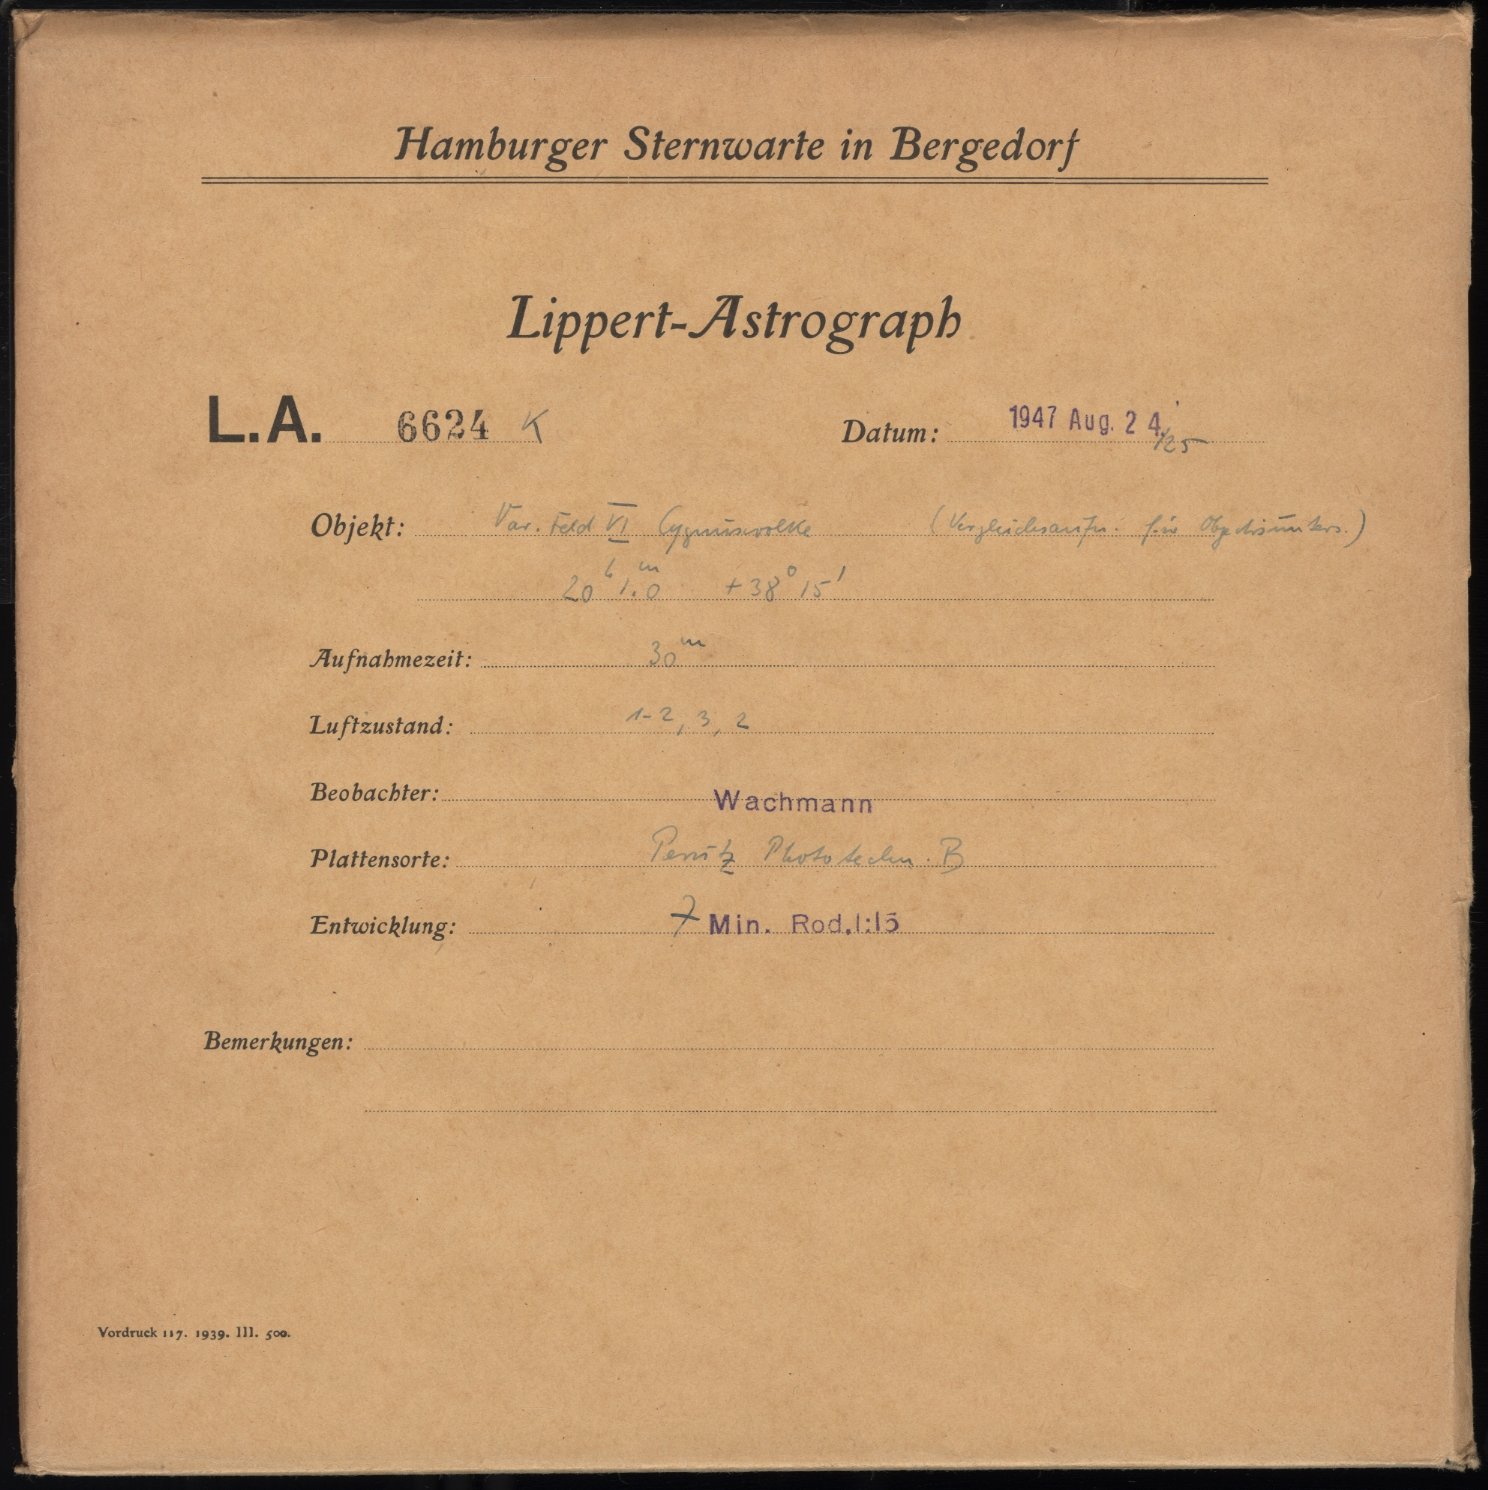 Hamburger Sternwarte in Bergedorf
Lippert-Astrograph
L.A. 6624 K Datum: 1947 Aug. 24./25
Objekt: Var. Feld VI Cygnuswolke (Vergleichsaufn. für Objektivunters.)
20h 1.m0 +38° 15'
Aufnahmezeit: 30m
Luftzustand: 1-2, 3, 2
Beobachter: Wachmann
Plattensorte: Perutz Phototechn. B
Entwicklung: 7 Min. Rod. 1:15
Bemerkungen:
Vordruck 117. 1939. III. 500.